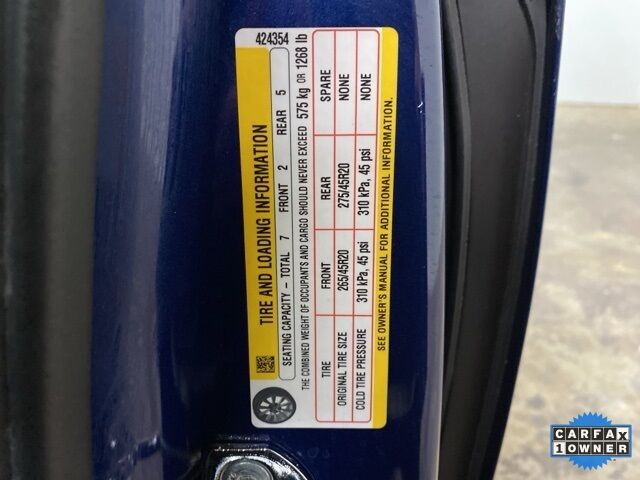 424354
TIRE AND LOADING INFORMATION
SEATING CAPACITY - TOTAL 7 FRONT 2 REAR 5
THE COMBINED WEIGHT OF OCCUPANTS AND CARGO SHOULD NEVER EXCEED 575 kg OR 1268 lb
TIRE FRONT REAR SPARE
ORIGINAL TIRE SIZE 265/45R20 275/45R20 NONE
COLD TIRE PRESSURE 310 kPa, 45 psi 310 kPa, 45 psi NONE
SEE OWNER'S MANUAL FOR ADDITIONAL INFORMATION.
CARFAX
1 OWNER